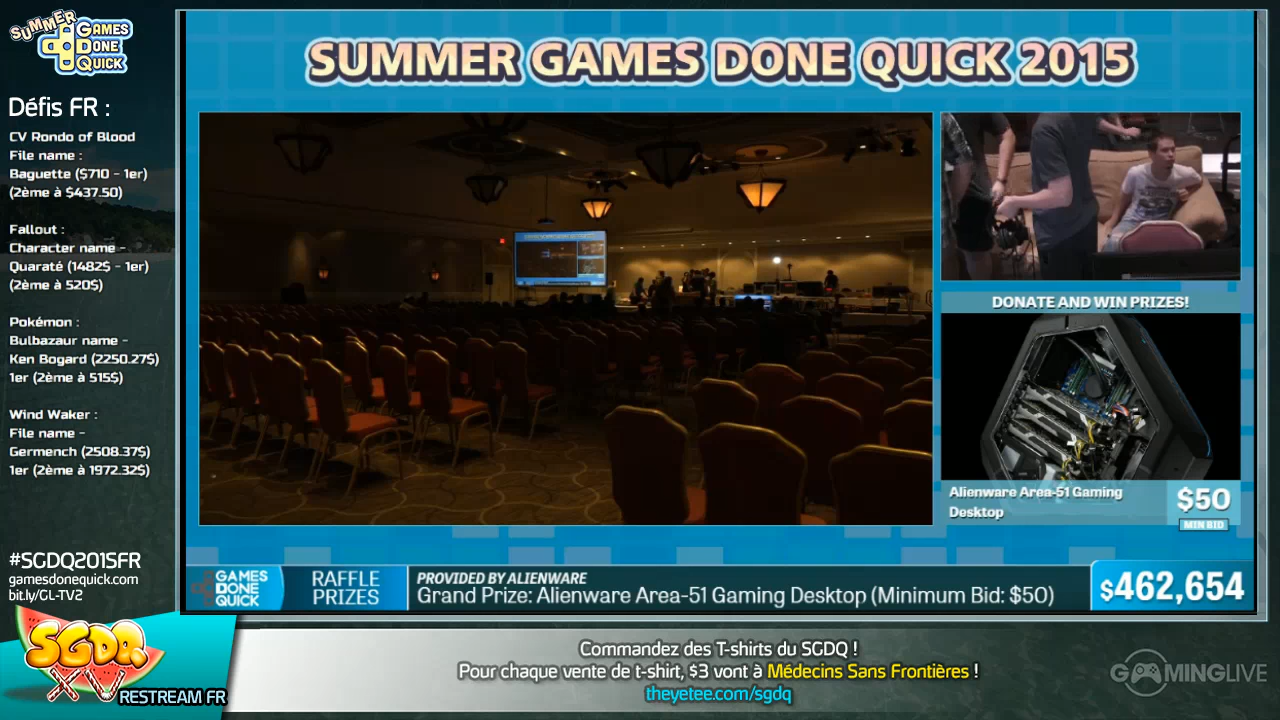 SUMMER
GAMES
DONE
QUICK
Défis FR :
CV Rondo of Blood
File name :
Baguette ($710 - 1er)
(2ème à $437.50)
Fallout :
Character name -
Quaraté (1482$ - 1er)
(2ème à 520$)
Pokémon :
Bulbazaur name -
Ken Bogard (2250.27$)
1er (2ème à 515$)
Wind Waker :
File name -
Germench (2508.37$)
1er (2ème à 1972.32$)
#SGDQ2015FR
gamesdonequick.com
bit.ly/GL-TV2
SGDQ
RESTREAM FR
SUMMER GAMES DONE QUICK 2015
DONATE AND WIN PRIZES!
Alienware Area-51 Gaming
Desktop
$50
MIN BID
GAMES
DONE
QUICK
RAFFLE
PRIZES
PROVIDED BY ALIENWARE
Grand Prize: Alienware Area-51 Gaming Desktop (Minimum Bid: $50)
$462,654
Commandez des T-shirts du SGDQ !
Pour chaque vente de t-shirt, $3 vont à Médecins Sans Frontières !
theyetee.com/sgdq
GAMINGLIVE